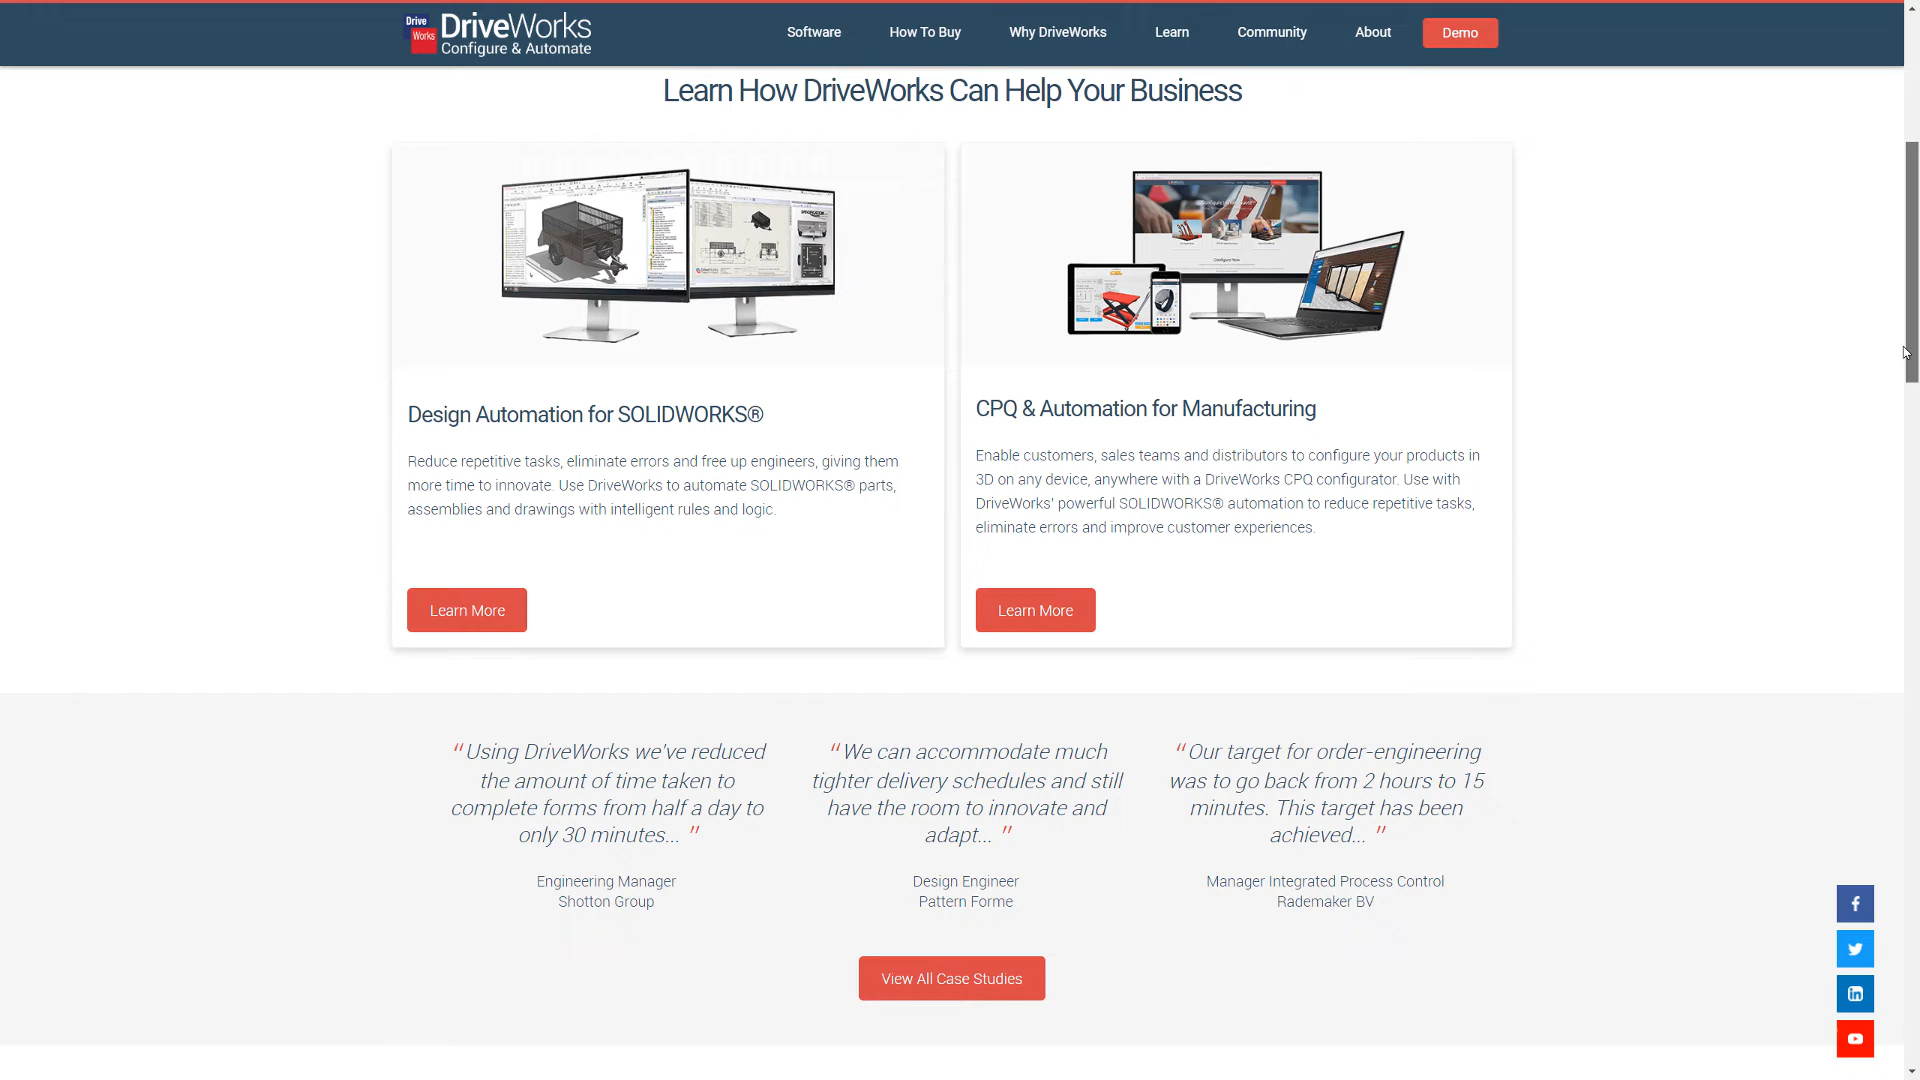 Drive
Works
DriveWorks
Configure & Automate
Software
How To Buy
Why DriveWorks
Learn
Community
About
Demo
Learn How DriveWorks Can Help Your Business
Design Automation for SOLIDWORKS®
Reduce repetitive tasks, eliminate errors and free up engineers, giving them
more time to innovate. Use DriveWorks to automate SOLIDWORKS® parts,
assemblies and drawings with intelligent rules and logic.
Learn More
CPQ & Automation for Manufacturing
Enable customers, sales teams and distributors to configure your products in
3D on any device, anywhere with a DriveWorks CPQ configurator. Use with
DriveWorks' powerful SOLIDWORKS® automation to reduce repetitive tasks,
eliminate errors and improve customer experiences.
Learn More
"Using DriveWorks we've reduced
the amount of time taken to
complete forms from half a day to
only 30 minutes... "
Engineering Manager
Shotton Group
"We can accommodate much
tighter delivery schedules and still
have the room to innovate and
adapt... "
Design Engineer
Pattern Forme
"Our target for order-engineering
was to go back from 2 hours to 15
minutes. This target has been
achieved... "
Manager Integrated Process Control
Rademaker BV
View All Case Studies